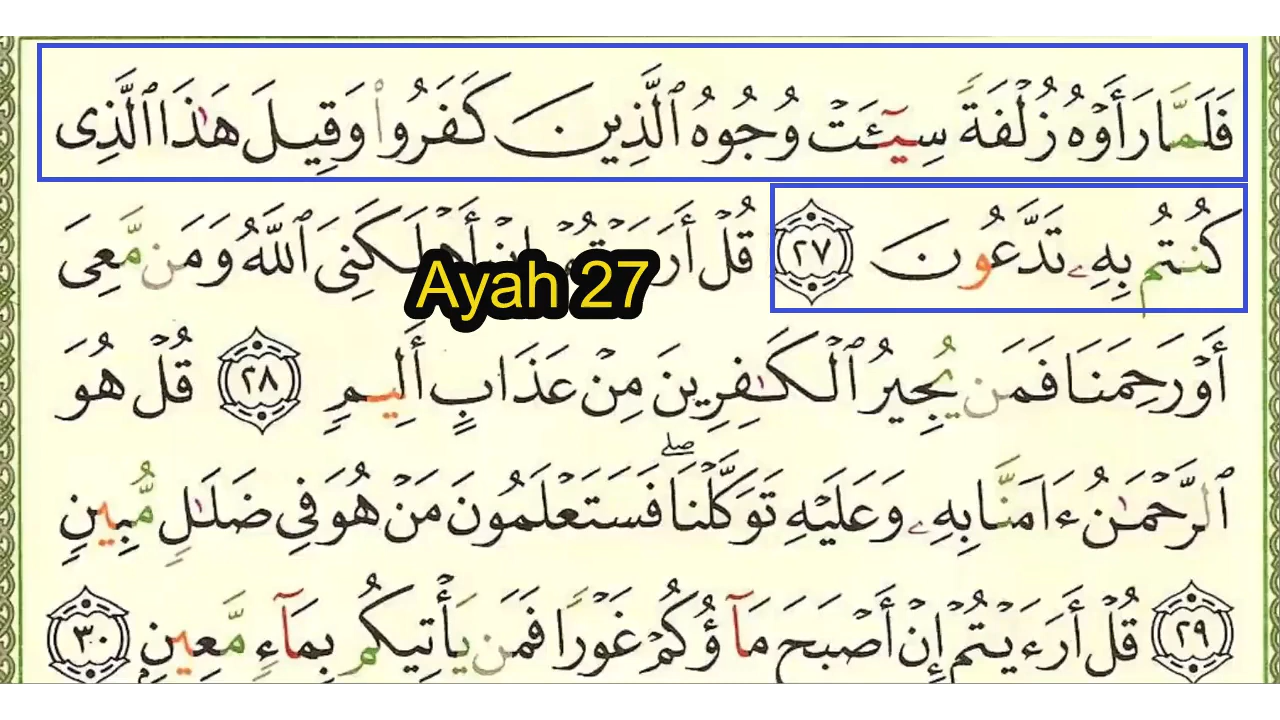 فَلَمَّا رَأَوْهُ زُلْفَةً سِيٓـَٔتْ وُجُوهُ ٱلَّذِينَ كَفَرُوا۟ وَقِيلَ هَـٰذَا ٱلَّذِى
كُنتُم بِهِۦ تَدَّعُونَ ٢٧ قُلْ أَرَءَيْتُمْ إِنْ أَهْلَكَنِىَ ٱللَّهُ وَمَن مَّعِىَ
Ayah 27
أَوْ رَحِمَنَا فَمَن يُجِيرُ ٱلْكَـٰفِرِينَ مِنْ عَذَابٍ أَلِيمٍ ٢٨ قُلْ هُوَ
ٱلرَّحْمَـٰنُ ءَامَنَّا بِهِۦ وَعَلَيْهِ تَوَكَّلْنَا ۖ فَسَتَعْلَمُونَ مَنْ هُوَ فِى ضَلَـٰلٍ مُّبِينٍ
٢٩ قُلْ أَرَءَيْتُمْ إِنْ أَصْبَحَ مَآؤُكُمْ غَوْرًا فَمَن يَأْتِيكُم بِمَآءٍ مَّعِينٍ ٣٠